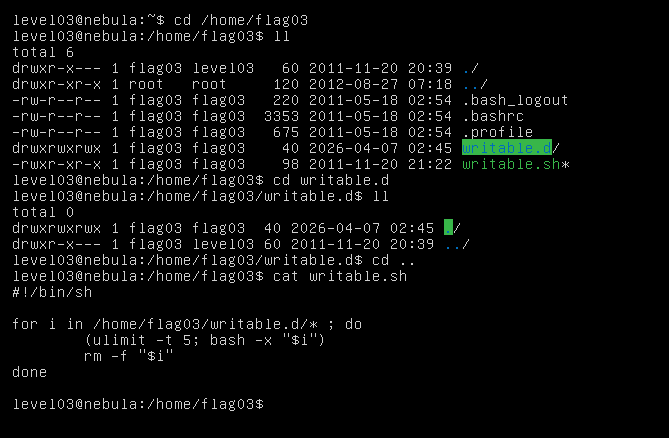 level03@nebula:~$ cd /home/flag03
level03@nebula:/home/flag03$ ll
total 6
drwxr-x--- 1 flag03 level03   60 2011-11-20 20:39 ./
drwxr-xr-x 1 root   root     120 2012-08-27 07:18 ../
-rw-r--r-- 1 flag03 flag03   220 2011-05-18 02:54 .bash_logout
-rw-r--r-- 1 flag03 flag03  3353 2011-05-18 02:54 .bashrc
-rw-r--r-- 1 flag03 flag03   675 2011-05-18 02:54 .profile
drwxrwxrwx 1 flag03 flag03    40 2026-04-07 02:45 writable.d/
-rwxr-xr-x 1 flag03 flag03    98 2011-11-20 21:22 writable.sh*
level03@nebula:/home/flag03$ cd writable.d
level03@nebula:/home/flag03/writable.d$ ll
total 0
drwxrwxrwx 1 flag03 flag03  40 2026-04-07 02:45 ./
drwxr-x--- 1 flag03 level03 60 2011-11-20 20:39 ../
level03@nebula:/home/flag03/writable.d$ cd ..
level03@nebula:/home/flag03$ cat writable.sh
#!/bin/sh

for i in /home/flag03/writable.d/* ; do
        (ulimit -t 5; bash -x "$i")
        rm -f "$i"
done

level03@nebula:/home/flag03$